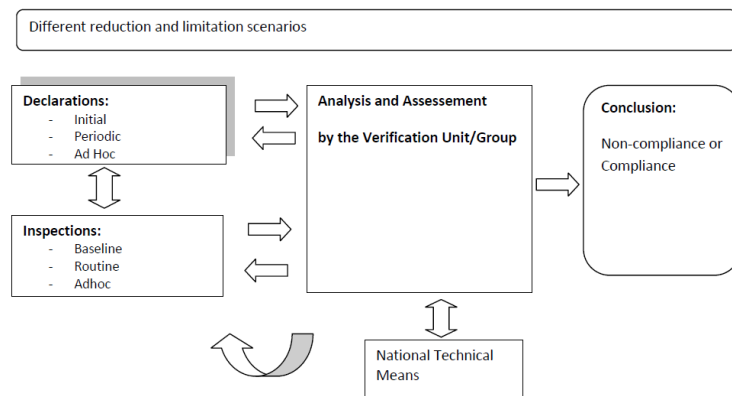 Different reduction and limitation scenarios
Declarations:
- Initial
- Periodic
- Ad Hoc
Analysis and Assessement
by the Verification Unit/Group
Conclusion:
Non-compliance or
Compliance
Inspections:
- Baseline
- Routine
- Adhoc
National Technical
Means